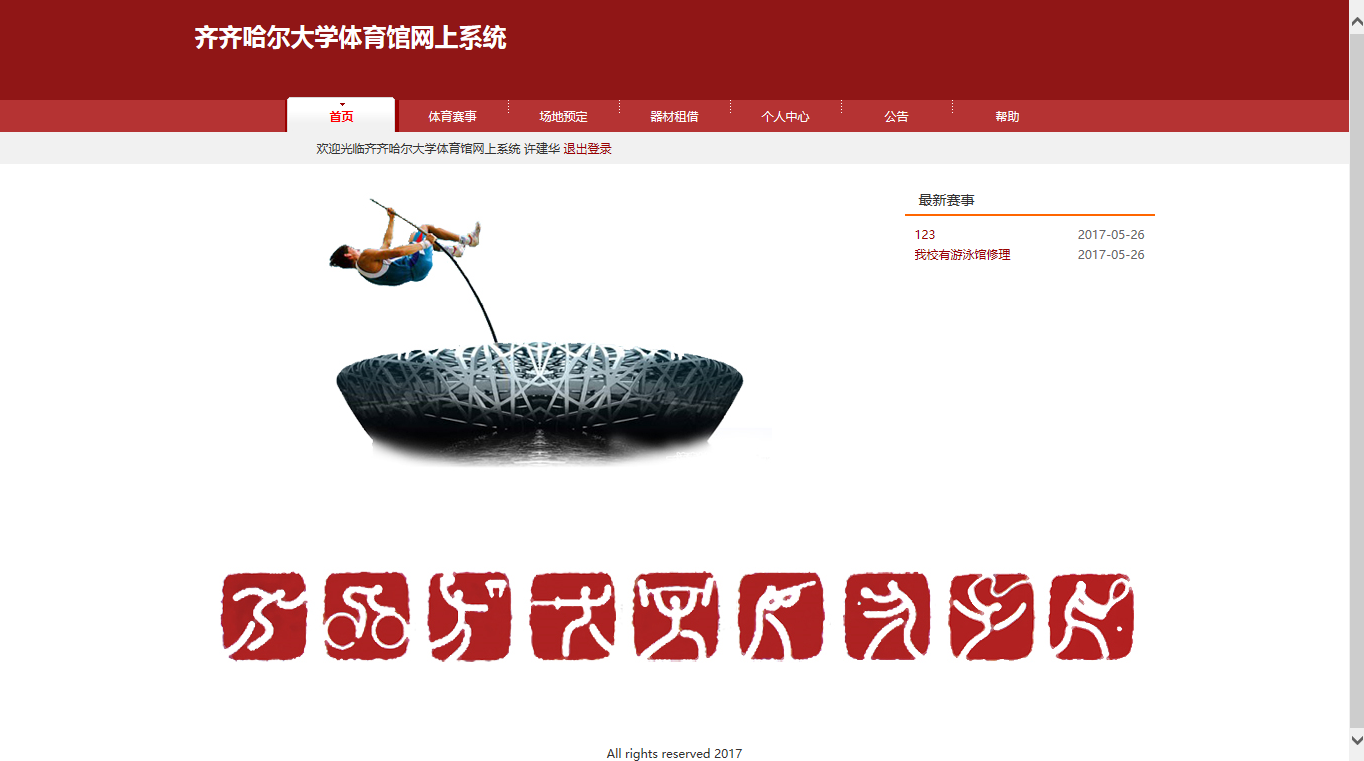 齐齐哈尔大学体育馆网上系统
首页 体育赛事 场地预定 器材租借 个人中心 公告 帮助
欢迎光临齐齐哈尔大学体育馆网上系统 许建华 退出登录
最新赛事
123 2017-05-26
我校有游泳馆修理 2017-05-26
All rights reserved 2017